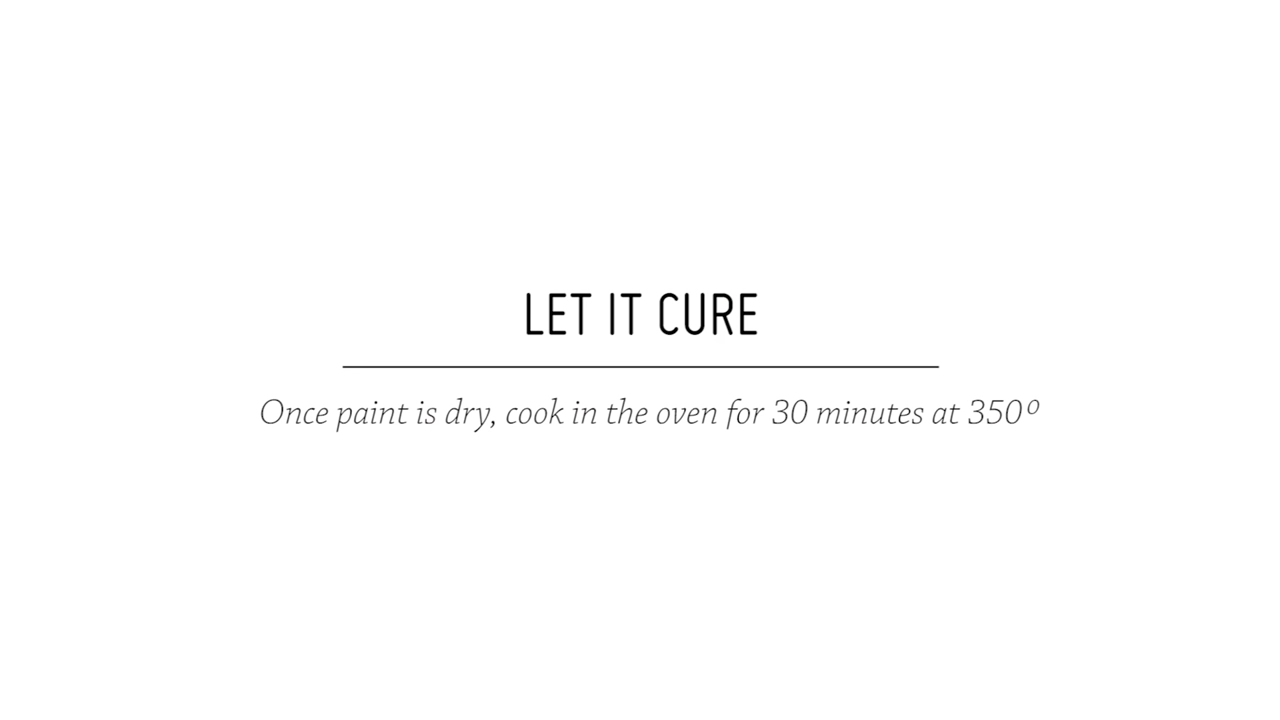 LET IT CURE
Once paint is dry, cook in the oven for 30 minutes at 350º